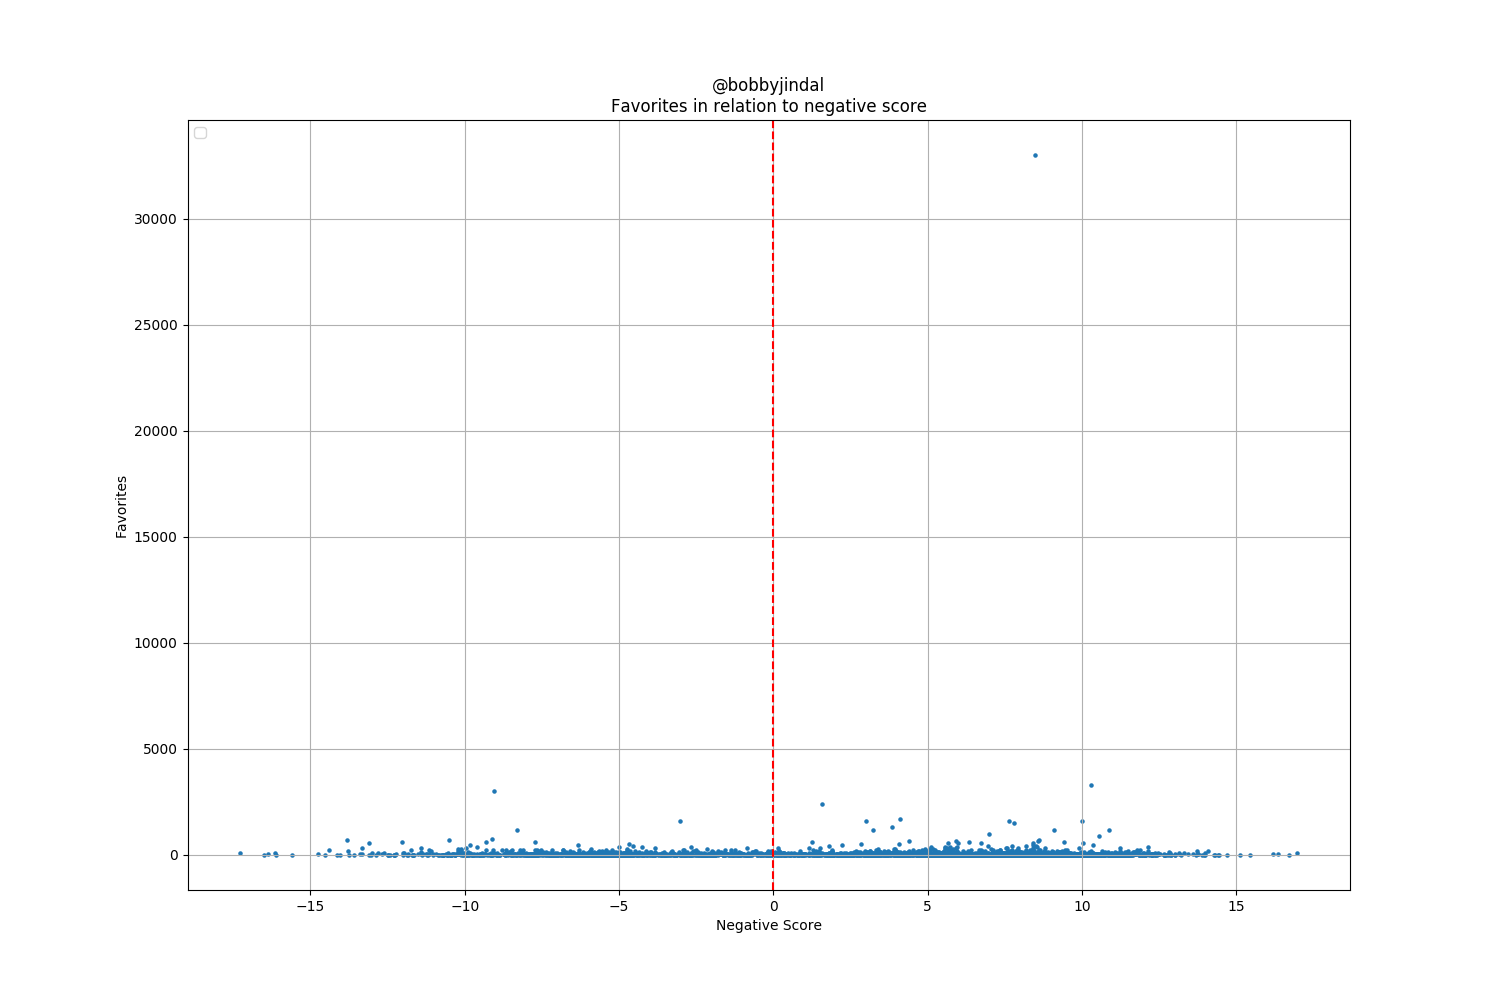 @bobbyjindal
Favorites in relation to negative score
30000
25000
20000
15000
10000
5000
0
Favorites
−15 −10 −5 0 5 10 15
Negative Score